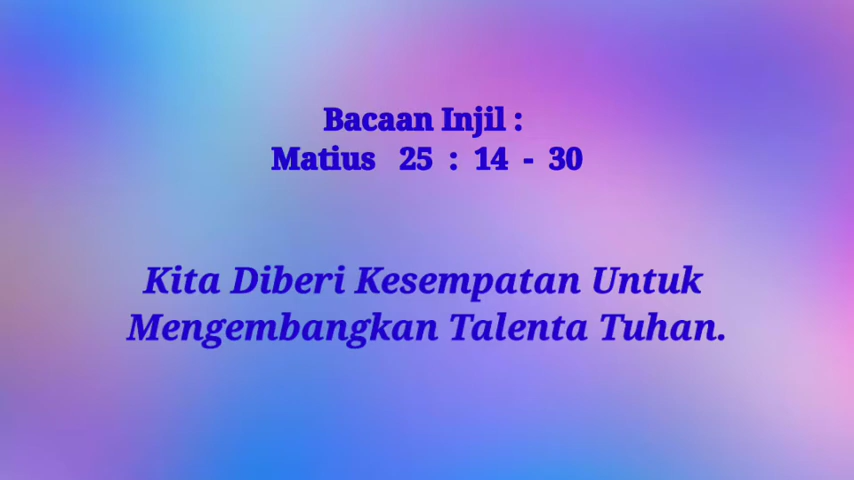 Bacaan Injil :
Matius 25 : 14 - 30
Kita Diberi Kesempatan Untuk
Mengembangkan Talenta Tuhan.